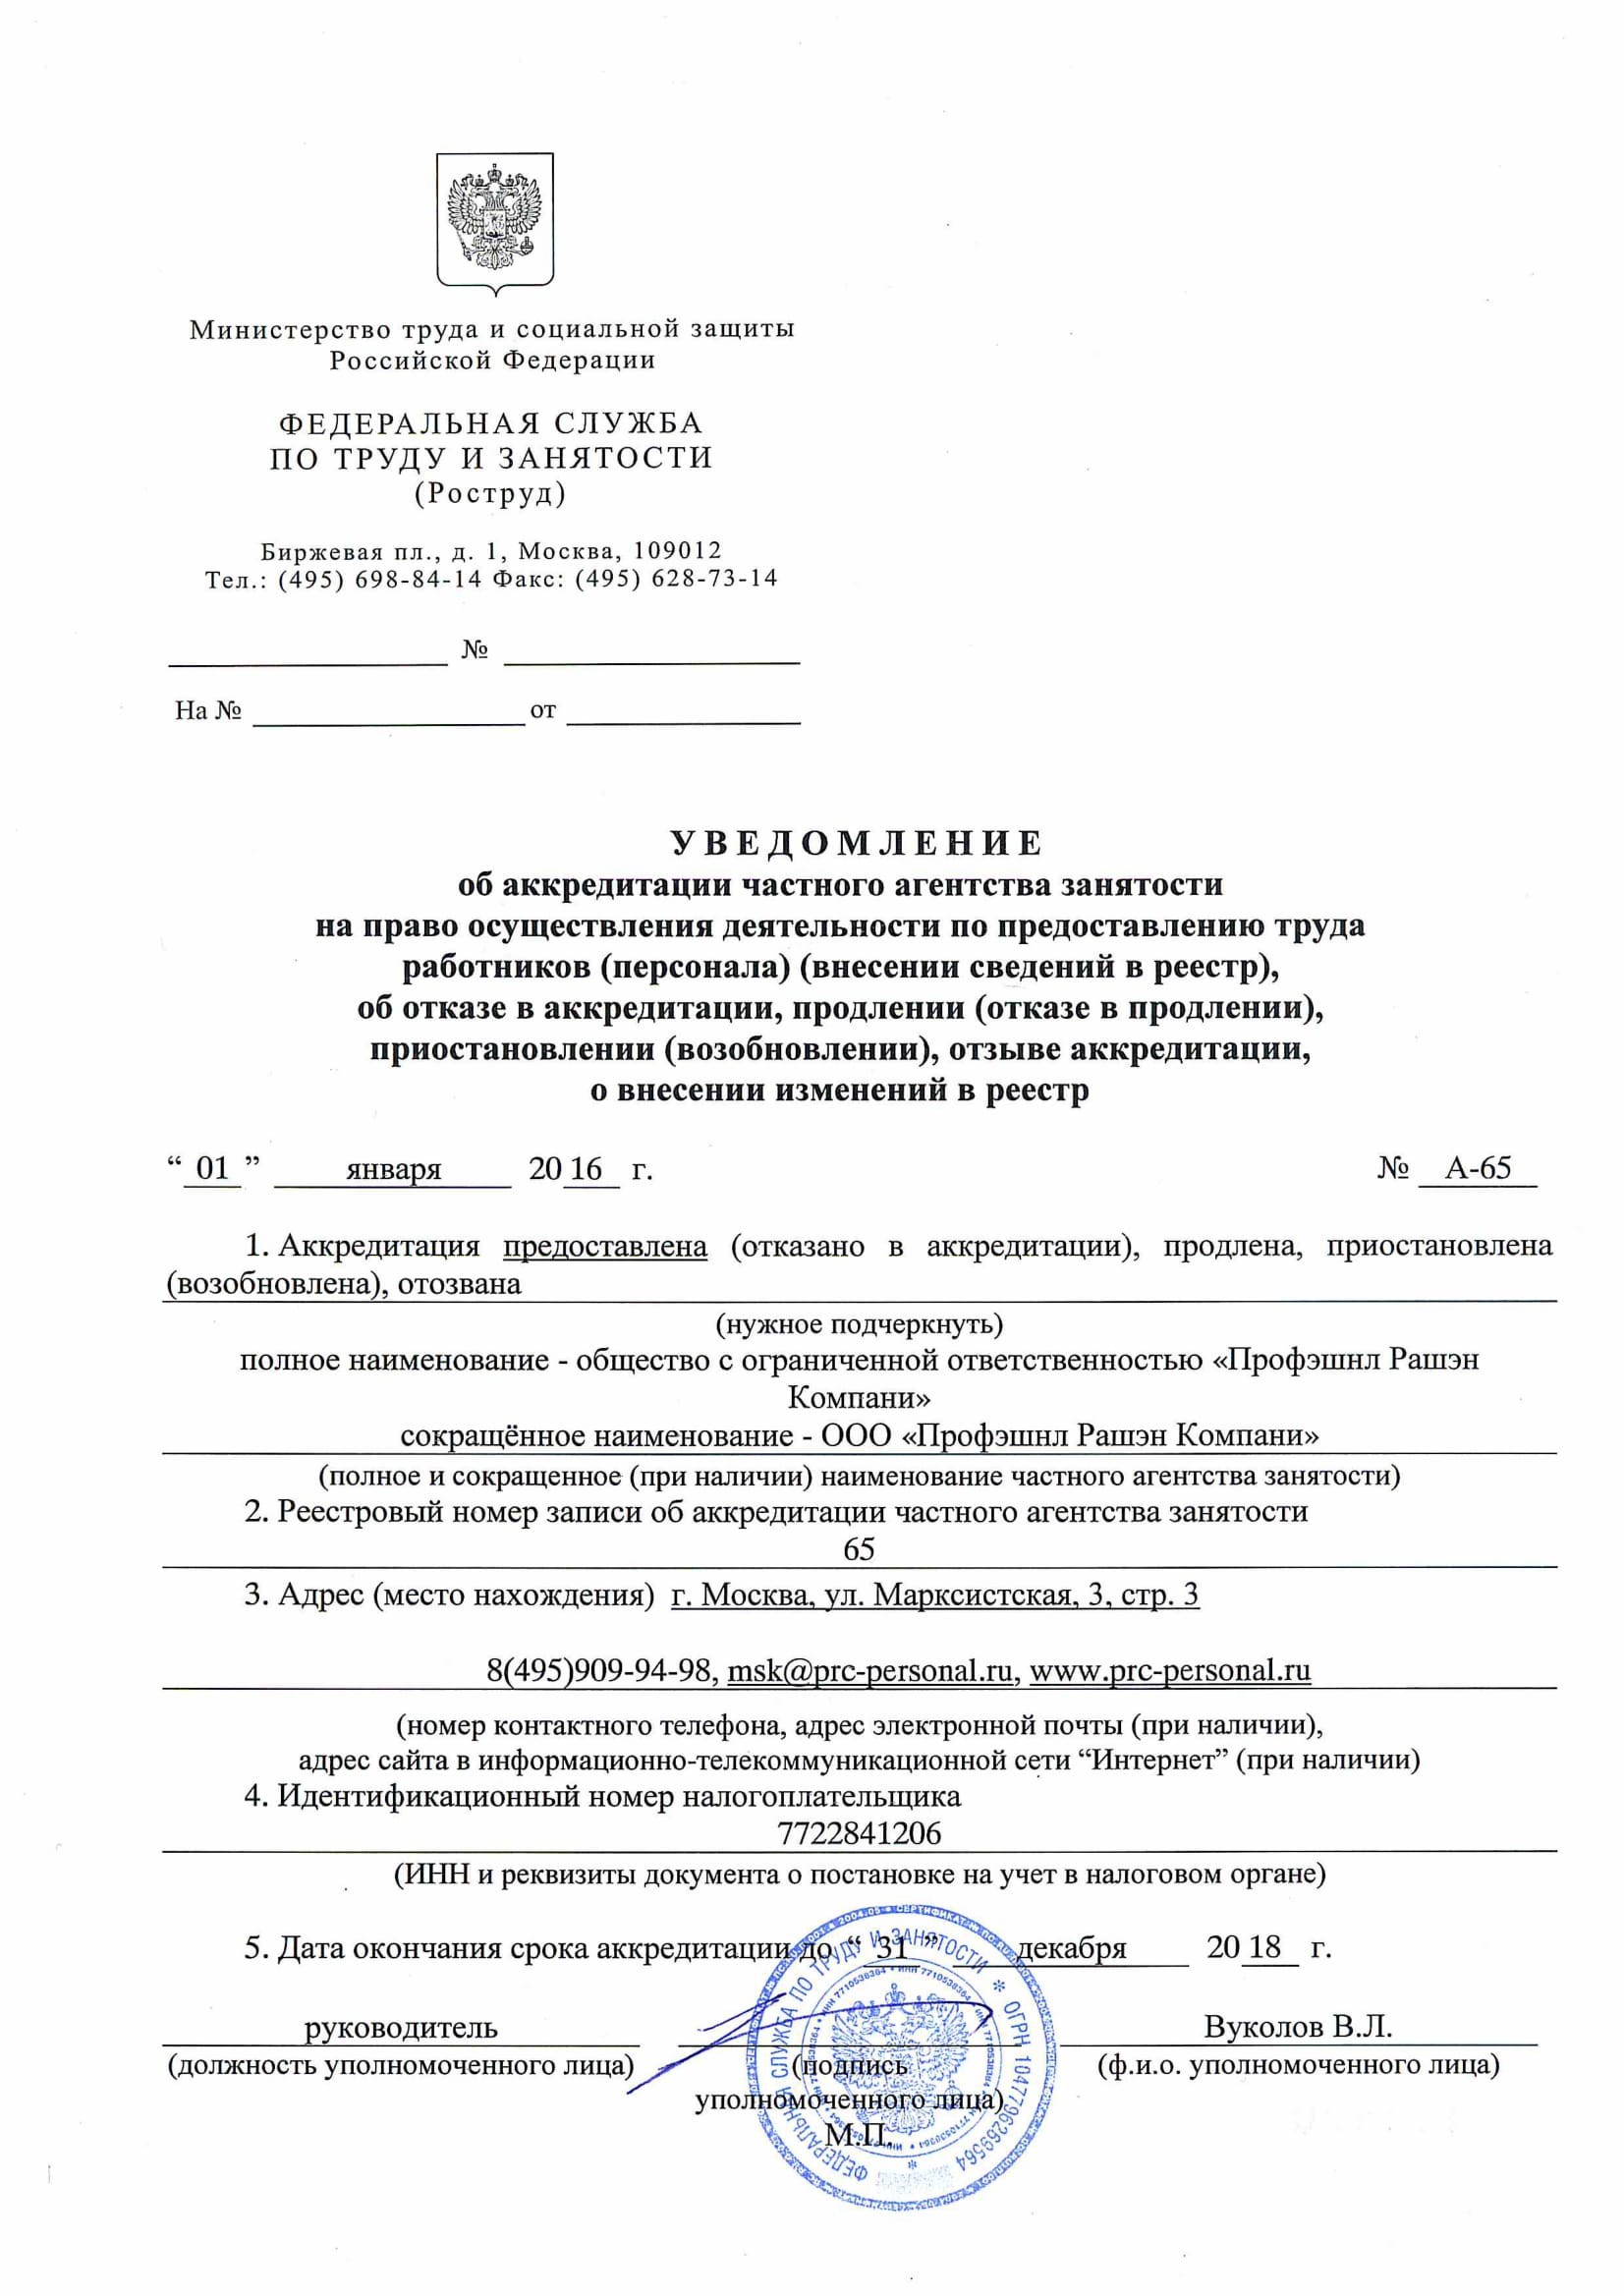 Министерство труда и социальной защиты
Российской Федерации
ФЕДЕРАЛЬНАЯ СЛУЖБА
ПО ТРУДУ И ЗАНЯТОСТИ
(Роструд)
Биржевая пл., д. 1, Москва, 109012
Тел.: (495) 698-84-14 Факс: (495) 628-73-14
№
На № от
УВЕДОМЛЕНИЕ
об аккредитации частного агентства занятости
на право осуществления деятельности по предоставлению труда
работников (персонала) (внесении сведений в реестр),
об отказе в аккредитации, продлении (отказе в продлении),
приостановлении (возобновлении), отзыве аккредитации,
о внесении изменений в реестр
“ 01 ” января 20 16 г. № А-65
1. Аккредитация предоставлена (отказано в аккредитации), продлена, приостановлена
(возобновлена), отозвана
(нужное подчеркнуть)
полное наименование - общество с ограниченной ответственностью «Профэшнл Рашэн
Компани»
сокращённое наименование - ООО «Профэшнл Рашэн Компани»
(полное и сокращенное (при наличии) наименование частного агентства занятости)
2. Реестровый номер записи об аккредитации частного агентства занятости
65
3. Адрес (место нахождения) г. Москва, ул. Марксистская, 3, стр. 3
8(495)909-94-98, msk@prc-personal.ru, www.prc-personal.ru
(номер контактного телефона, адрес электронной почты (при наличии),
адрес сайта в информационно-телекоммуникационной сети “Интернет” (при наличии)
4. Идентификационный номер налогоплательщика
7722841206
(ИНН и реквизиты документа о постановке на учет в налоговом органе)
5. Дата окончания срока аккредитации до “ 31 ” декабря 20 18 г.
руководитель Вуколов В.Л.
(должность уполномоченного лица) (подпись (ф.и.о. уполномоченного лица)
уполномоченного лица)
М.П.
ФЕДЕРАЛЬНАЯ СЛУЖБА ПО ТРУДУ И ЗАНЯТОСТИ * ОГРН 1047796269564 *
ИНН 7710538364